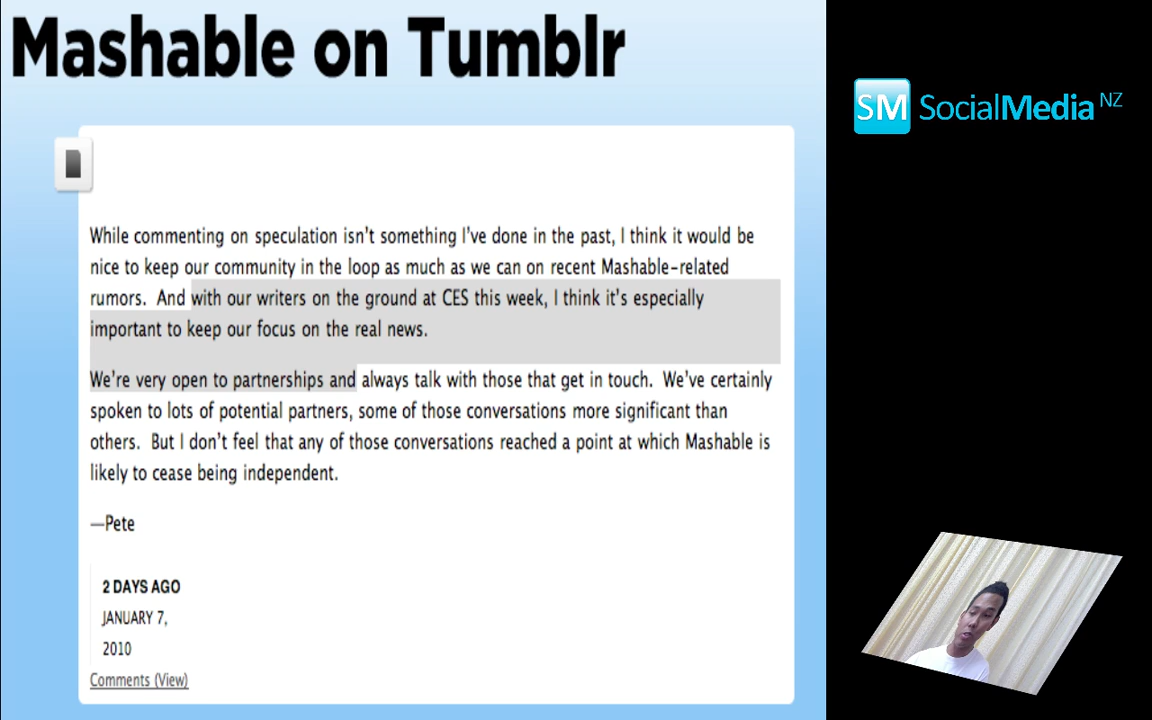 Mashable on Tumblr
SM SocialMedia NZ
While commenting on speculation isn't something I've done in the past, I think it would be
nice to keep our community in the loop as much as we can on recent Mashable-related
rumors.  And with our writers on the ground at CES this week, I think it's especially
important to keep our focus on the real news.
We're very open to partnerships and always talk with those that get in touch.  We've certainly
spoken to lots of potential partners, some of those conversations more significant than
others.  But I don't feel that any of those conversations reached a point at which Mashable is
likely to cease being independent.
—Pete
2 DAYS AGO
JANUARY 7,
2010
Comments (View)